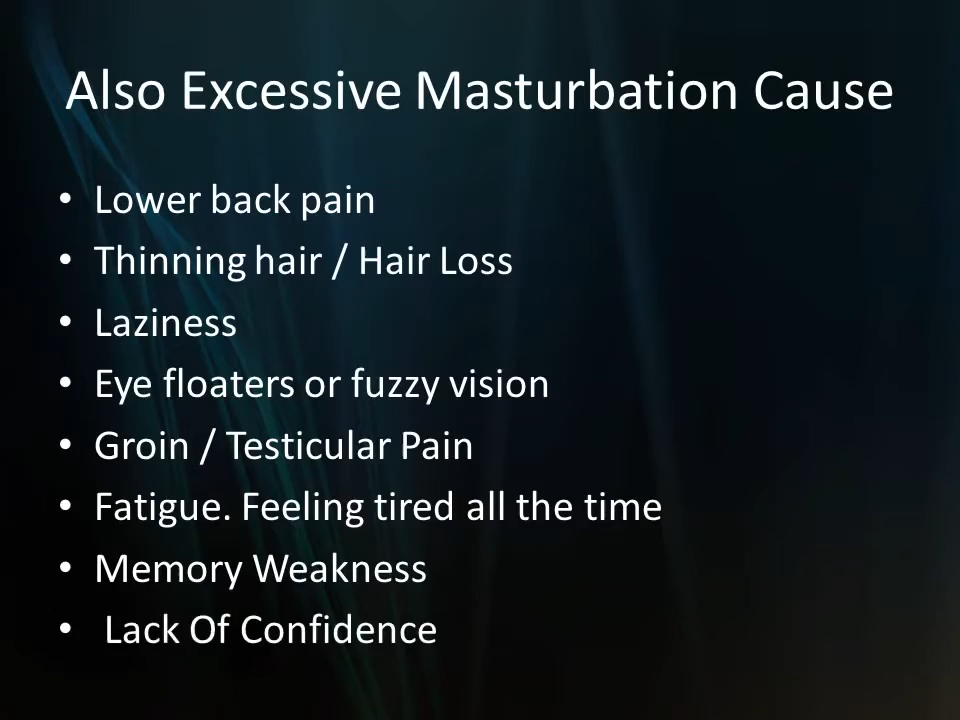 Also Excessive Masturbation Cause
• Lower back pain
• Thinning hair / Hair Loss
• Laziness
• Eye floaters or fuzzy vision
• Groin / Testicular Pain
• Fatigue. Feeling tired all the time
• Memory Weakness
• Lack Of Confidence